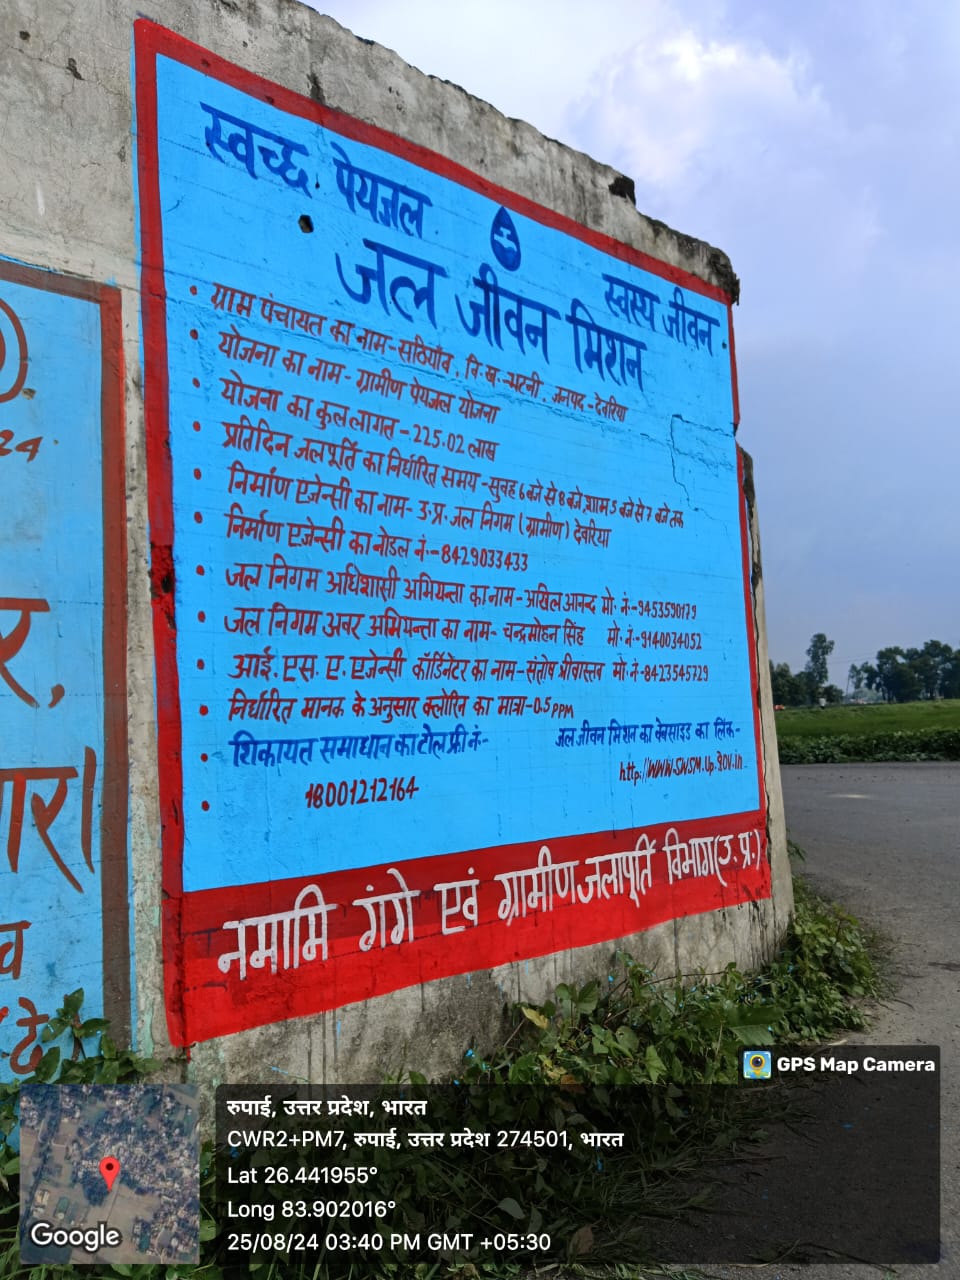 स्वच्छ पेयजल
स्वस्थ जीवन
जल जीवन मिशन
• ग्राम पंचायत का नाम-सठियाँव, वि.ख.-भटनी, जनपद-देवरिया
• योजना का नाम-ग्रामीण पेयजल योजना
• योजना का कुल लागत-225.02 लाख
• प्रतिदिन जलपूर्ति का निर्धारित समय-सुबह 6 बजे से 8 बजे, शाम 5 बजे से 7 बजे तक
• निर्माण एजेन्सी का नाम-उ.प्र. जल निगम (ग्रामीण) देवरिया
• निर्माण एजेन्सी का नोडल नं:-8429033433
• जल निगम अधिशासी अभियन्ता का नाम-अखिल आनन्द मो. नं:-9453590179
• जल निगम अवर अभियन्ता का नाम-चन्द्रमोहन सिंह मो. नं:-9140034052
• आई.एस.ए. एजेन्सी कॉर्डिनेटर का नाम-संतोष श्रीवास्तव मो. नं-8423545729
• निर्धारित मानक के अनुसार क्लोरिन का मात्रा-0.5 PPM
• शिकायत समाधान का टोल फ्री नं:-
18001212164
जल जीवन मिशन का वेबसाइड का लिंक-
http://WWW.SWSM.Up.gov.in
नमामि गंगे एवं ग्रामीण जलापूर्ति विभाग (उ.प्र.)
24
र,
व
GPS Map Camera
रुपाई, उत्तर प्रदेश, भारत
CWR2+PM7, रुपाई, उत्तर प्रदेश 274501, भारत
Lat 26.441955°
Long 83.902016°
25/08/24 03:40 PM GMT +05:30
Google